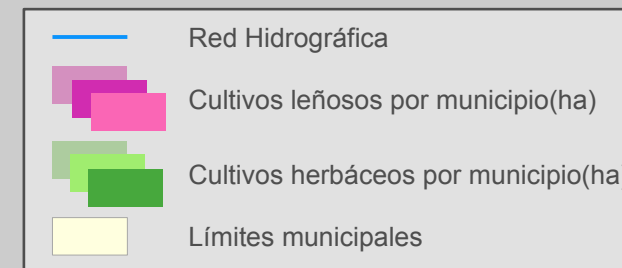 Red Hidrográfica
Cultivos leñosos por municipio(ha)
Cultivos herbáceos por municipio(ha
Límites municipales